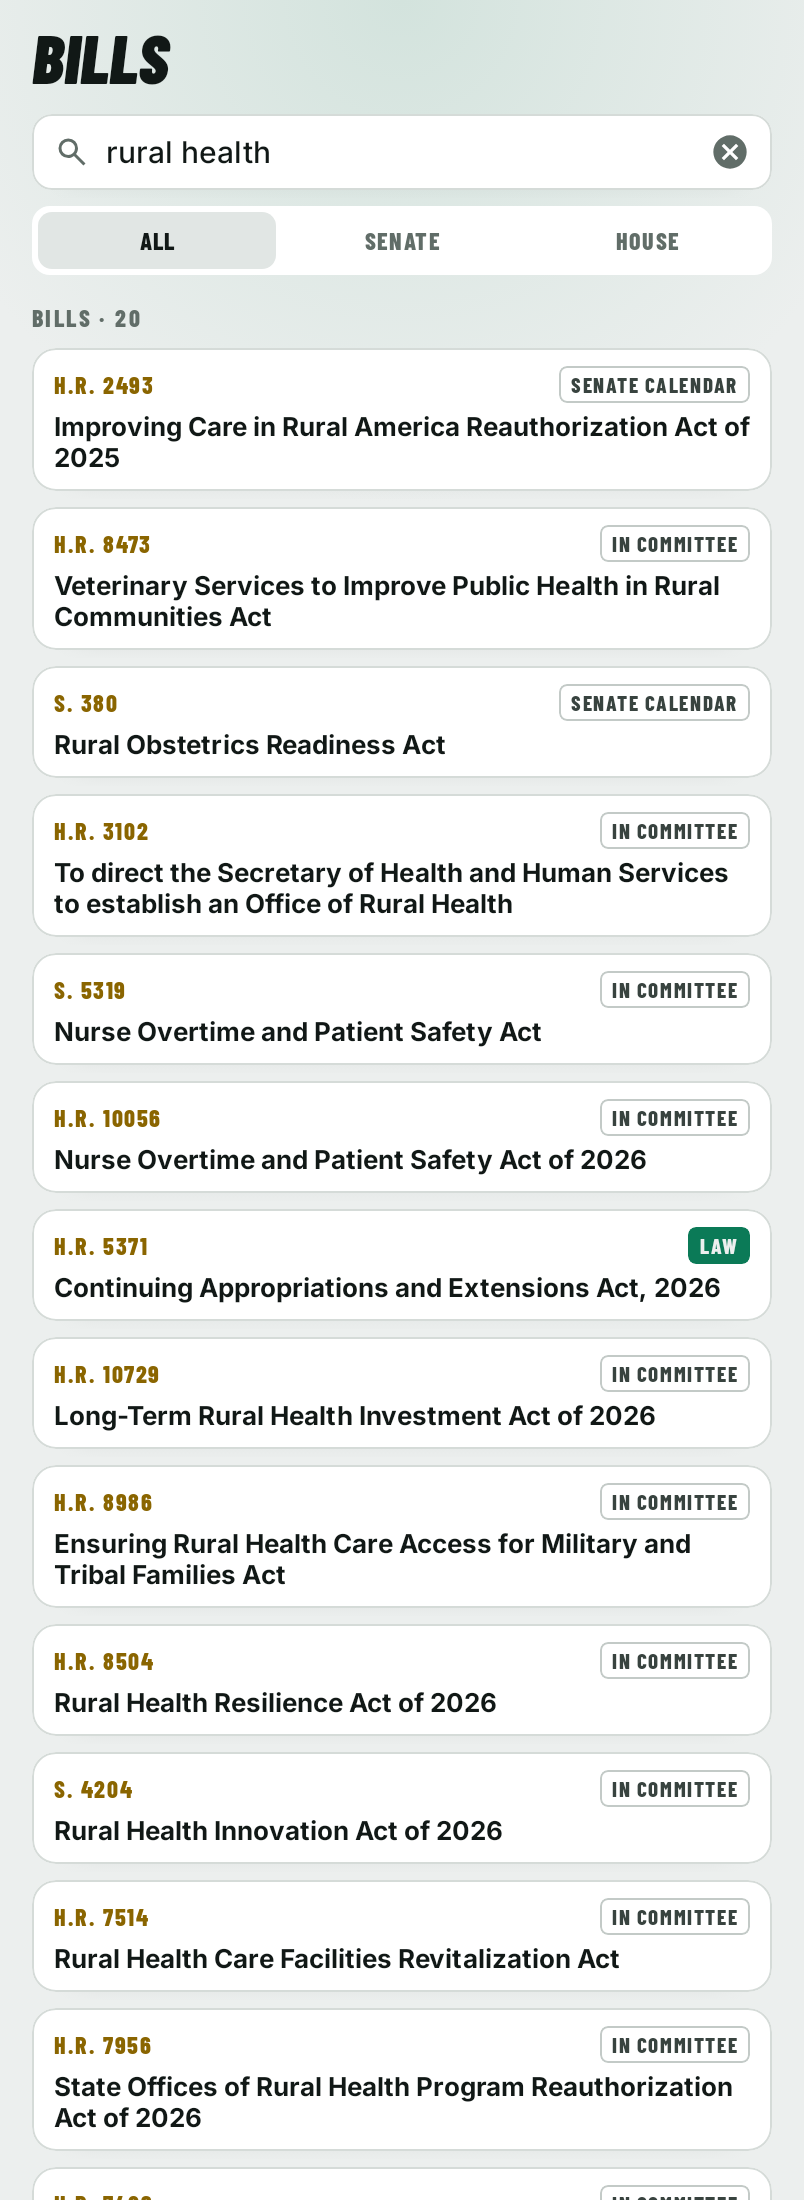 BILLS
rural health
ALL SENATE HOUSE
BILLS · 20
H.R. 2493 SENATE CALENDAR
Improving Care in Rural America Reauthorization Act of
2025
H.R. 8473 IN COMMITTEE
Veterinary Services to Improve Public Health in Rural
Communities Act
S. 380 SENATE CALENDAR
Rural Obstetrics Readiness Act
H.R. 3102 IN COMMITTEE
To direct the Secretary of Health and Human Services
to establish an Office of Rural Health
S. 5319 IN COMMITTEE
Nurse Overtime and Patient Safety Act
H.R. 10056 IN COMMITTEE
Nurse Overtime and Patient Safety Act of 2026
H.R. 5371 LAW
Continuing Appropriations and Extensions Act, 2026
H.R. 10729 IN COMMITTEE
Long-Term Rural Health Investment Act of 2026
H.R. 8986 IN COMMITTEE
Ensuring Rural Health Care Access for Military and
Tribal Families Act
H.R. 8504 IN COMMITTEE
Rural Health Resilience Act of 2026
S. 4204 IN COMMITTEE
Rural Health Innovation Act of 2026
H.R. 7514 IN COMMITTEE
Rural Health Care Facilities Revitalization Act
H.R. 7956 IN COMMITTEE
State Offices of Rural Health Program Reauthorization
Act of 2026